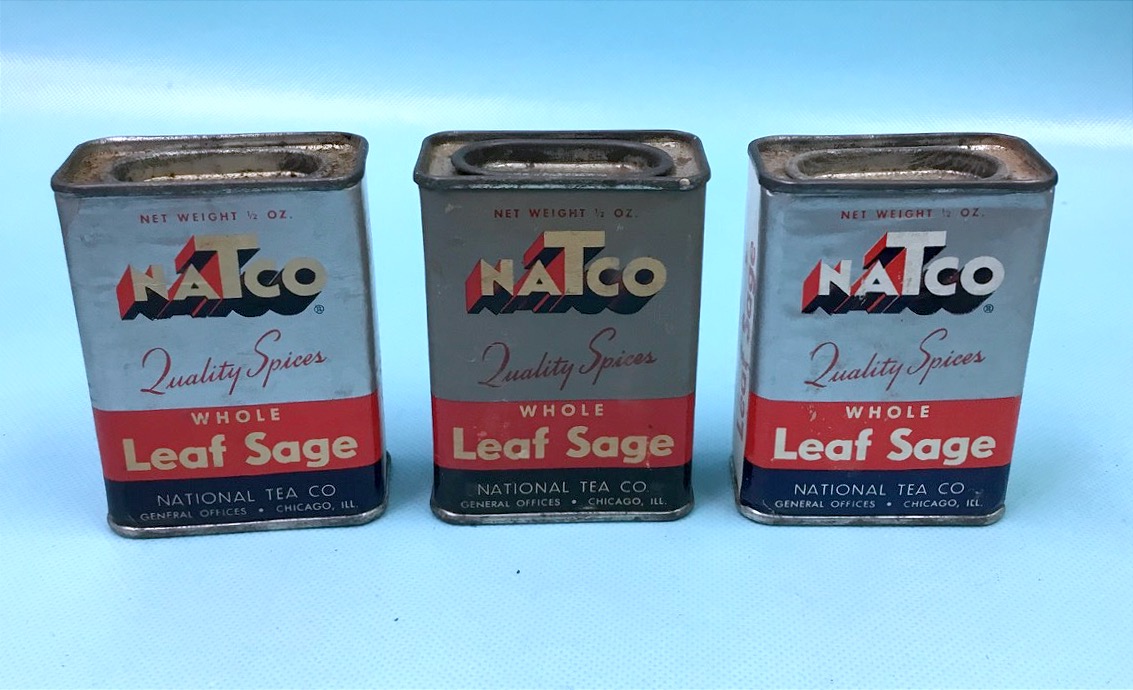 NET WEIGHT ½ OZ.
NATCO ®
Quality Spices
WHOLE
Leaf Sage
NATIONAL TEA CO
GENERAL OFFICES • CHICAGO, ILL.
NET WEIGHT ½ OZ.
NATCO
Quality Spices
WHOLE
Leaf Sage
NATIONAL TEA CO.
GENERAL OFFICES • CHICAGO, ILL.
Leaf Sage
NET WEIGHT ½ OZ.
NATCO ®
Quality Spices
WHOLE
Leaf Sage
NATIONAL TEA CO
GENERAL OFFICES • CHICAGO, ILL.